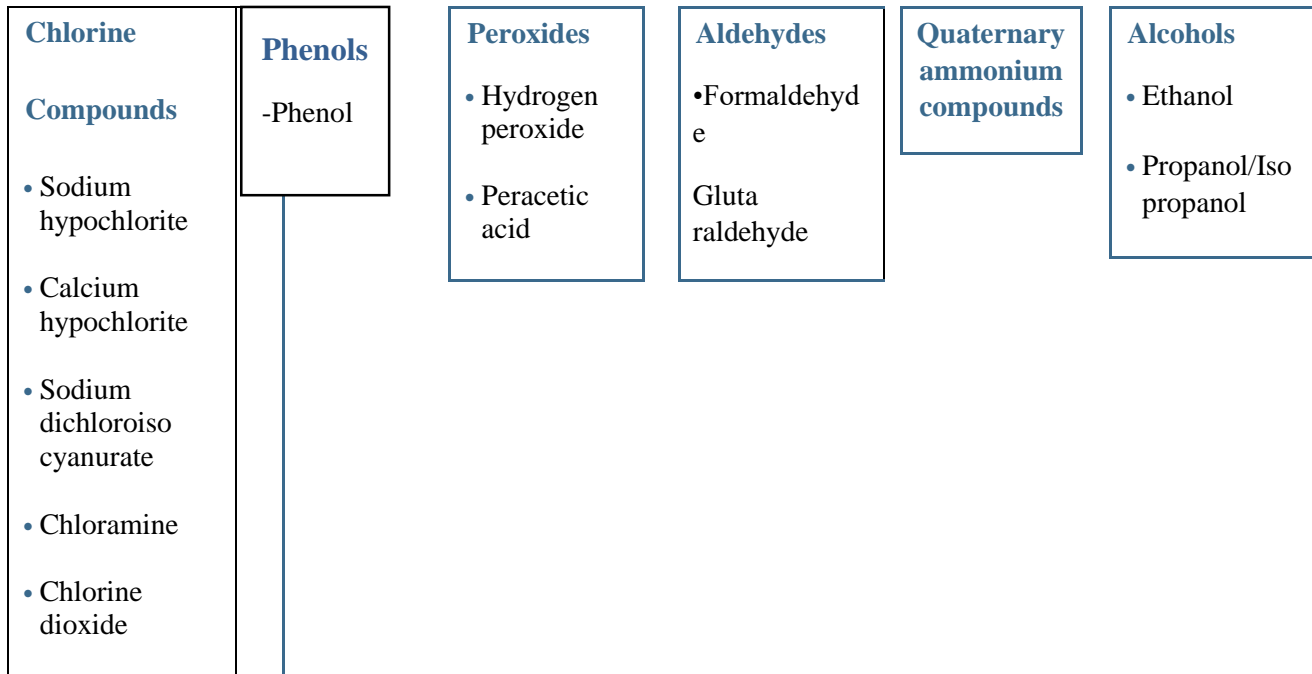 Chlorine
Compounds
• Sodium
hypochlorite
• Calcium
hypochlorite
• Sodium
dichloroiso
cyanurate
• Chloramine
• Chlorine
dioxide
Phenols
-Phenol
Peroxides
• Hydrogen
peroxide
• Peracetic
acid
Aldehydes
•Formaldehyd
e
Gluta
raldehyde
Quaternary
ammonium
compounds
Alcohols
• Ethanol
• Propanol/Iso
propanol